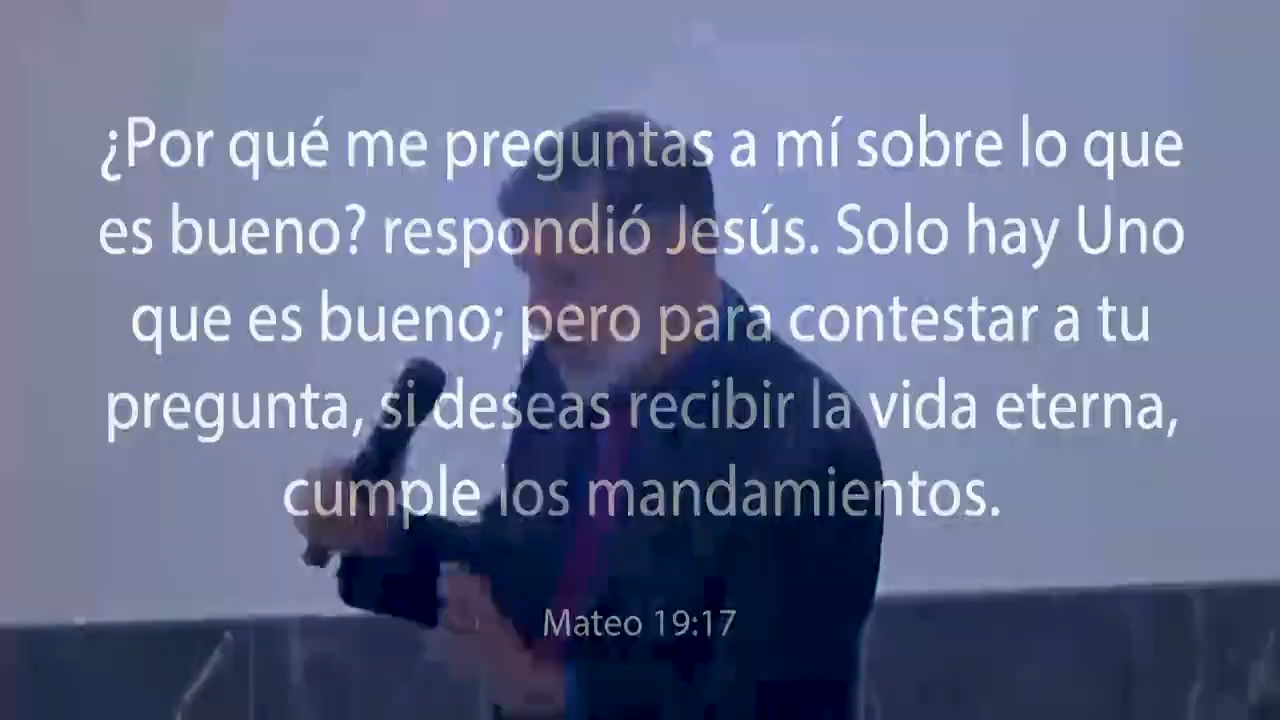 ¿Por qué me preguntas a mí sobre lo que
es bueno? respondió Jesús. Solo hay Uno
que es bueno; pero para contestar a tu
pregunta, si deseas recibir la vida eterna,
cumple los mandamientos.
Mateo 19:17